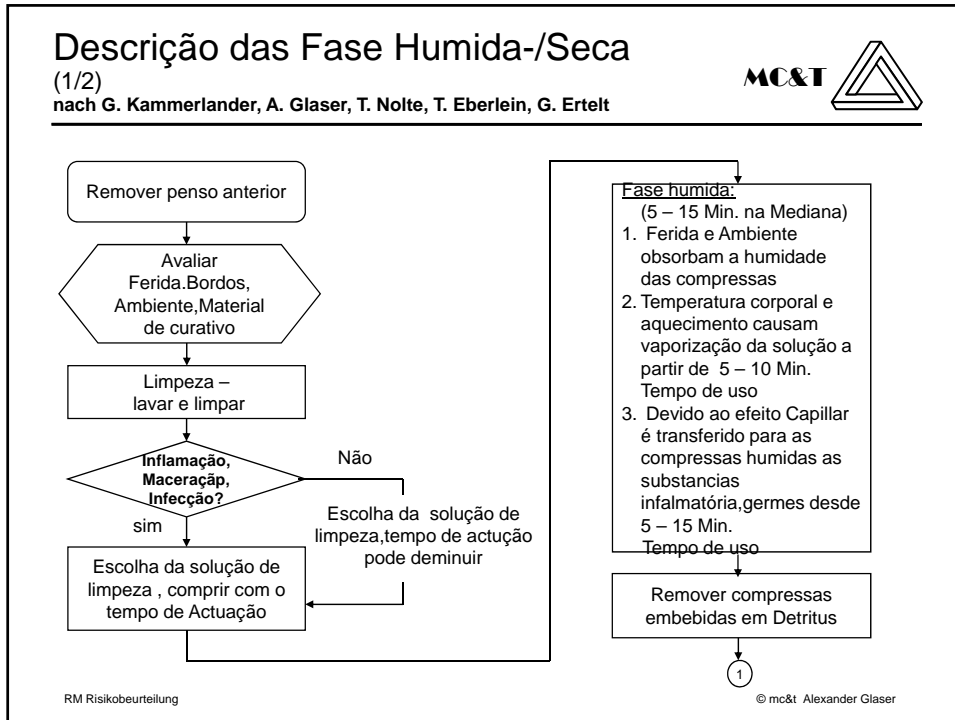 Descrição das Fase Humida-/Seca
(1/2)
nach G. Kammerlander, A. Glaser, T. Nolte, T. Eberlein, G. Ertelt
MC&T
Remover penso anterior
Avaliar
Ferida.Bordos,
Ambiente,Material
de curativo
Limpeza –
lavar e limpar
Inflamação,
Maceraçãp,
Infecção?
Não
sim
Escolha da solução de
limpeza,tempo de actução
pode deminuir
Escolha da solução de
limpeza , comprir com o
tempo de Actuação
Fase humida:
(5 – 15 Min. na Mediana)
1. Ferida e Ambiente
obsorbam a humidade
das compressas
2. Temperatura corporal e
aquecimento causam
vaporização da solução a
partir de 5 – 10 Min.
Tempo de uso
3. Devido ao efeito Capillar
é transferido para as
compressas humidas as
substancias
infalmatória,germes desde
5 – 15 Min.
Tempo de uso
Remover compressas
embebidas em Detritus
1
RM Risikobeurteilung
© mc&t Alexander Glaser